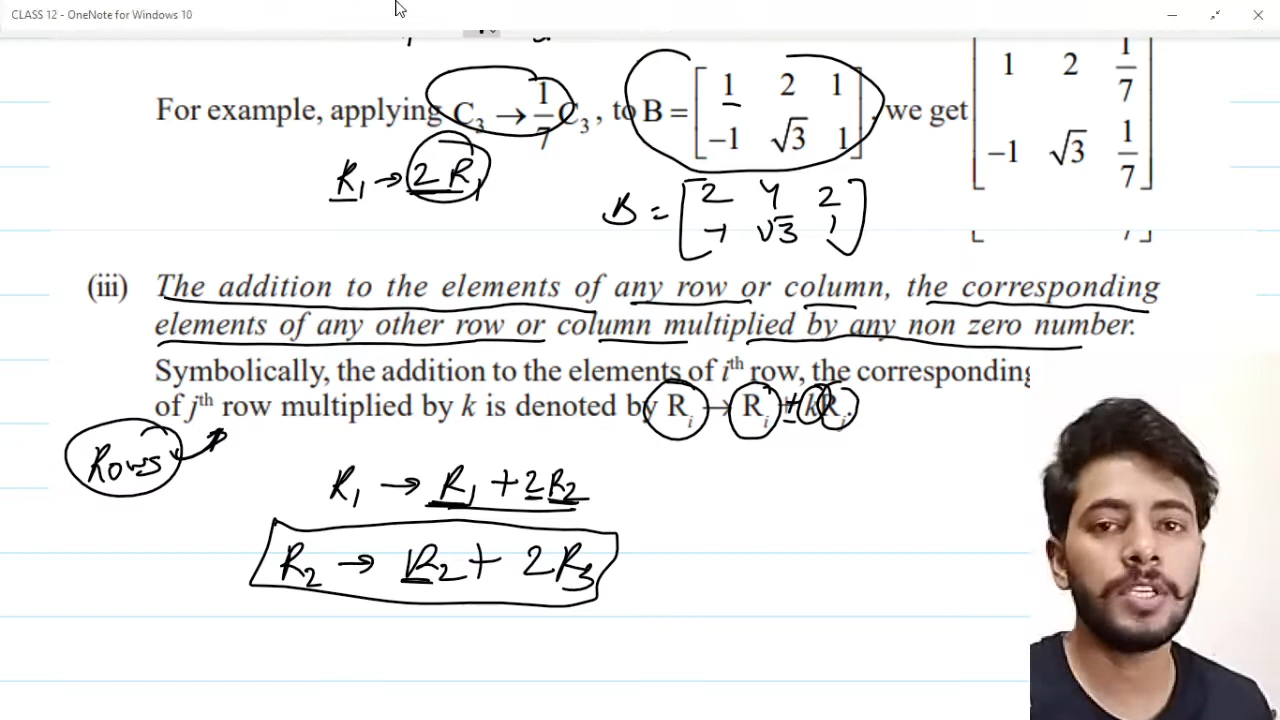 CLASS 12 - OneNote for Windows 10
For example, applying C₃ → 1/7 C₃, to B = [1 2 1; −1 √3 1], we get [1 2 1/7; −1 √3 1/7]
R₁ → 2 R₁
B = [2 4 2; −1 √3 1]
(iii) The addition to the elements of any row or column, the corresponding
elements of any other row or column multiplied by any non zero number.
Symbolically, the addition to the elements of iᵗʰ row, the corresponding
of jᵗʰ row multiplied by k is denoted by Rᵢ → Rᵢ ± kRⱼ.
Rows
R₁ → R₁ + 2R₂
R₂ → R₂ + 2R₃